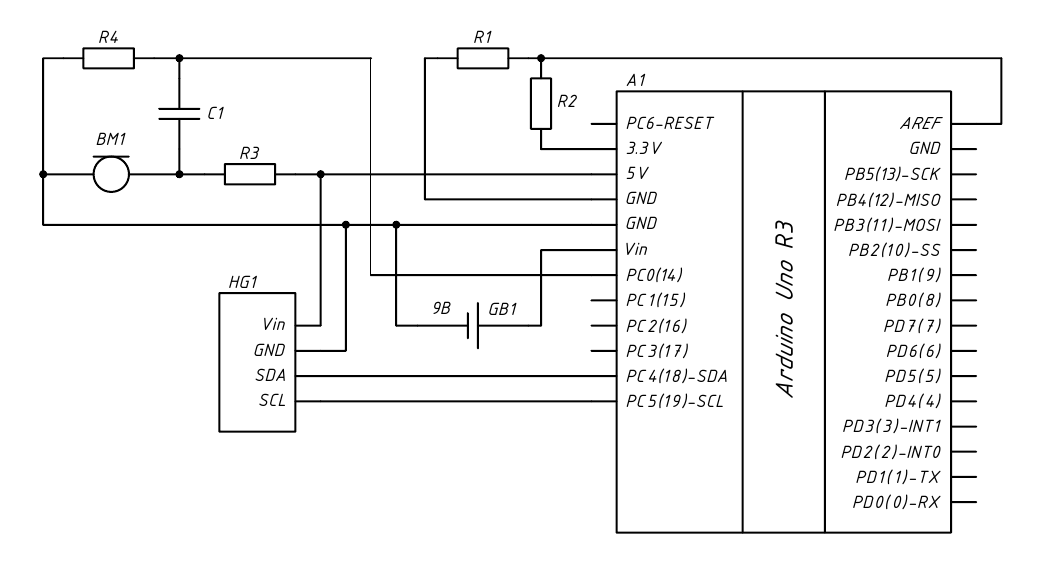 R4
R1
A1
R2
C1
BM1
R3
PC6-RESET
3.3V
5V
GND
GND
Vin
PC0(14)
PC1(15)
PC2(16)
PC3(17)
PC4(18)-SDA
PC5(19)-SCL
Arduino Uno R3
AREF
GND
PB5(13)-SCK
PB4(12)-MISO
PB3(11)-MOSI
PB2(10)-SS
PB1(9)
PB0(8)
PD7(7)
PD6(6)
PD5(5)
PD4(4)
PD3(3)-INT1
PD2(2)-INT0
PD1(1)-TX
PD0(0)-RX
HG1
Vin
GND
SDA
SCL
9В
GB1